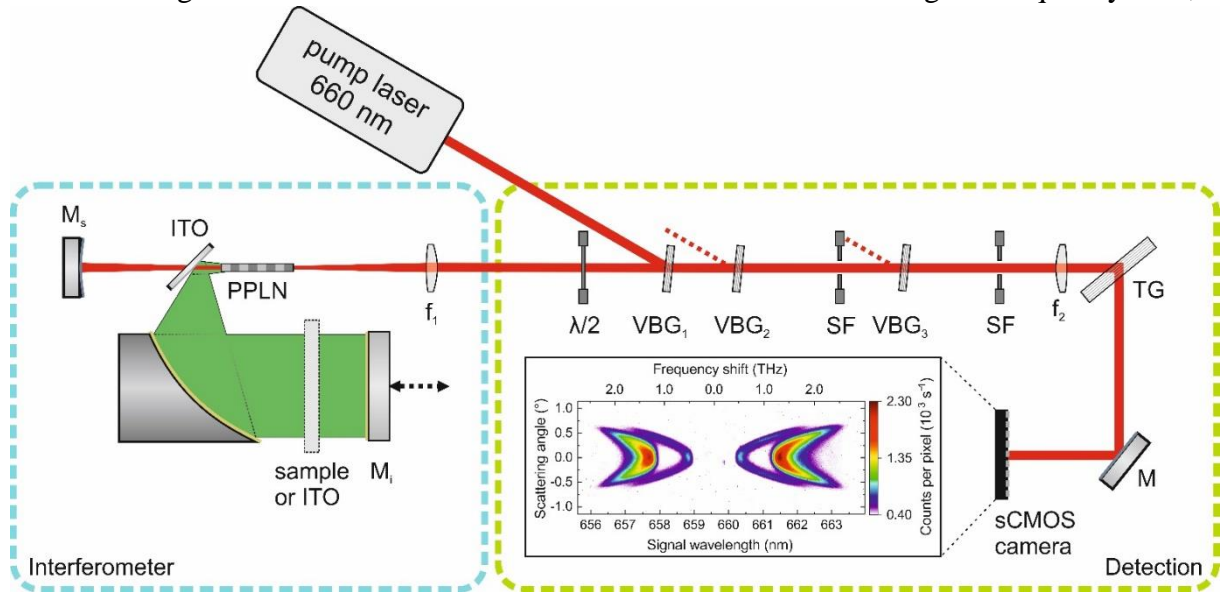 pump laser
660 nm
Mₛ
ITO
PPLN
f₁
λ/2
VBG₁
VBG₂
SF
VBG₃
SF
f₂
TG
sample
or ITO
Mᵢ
M
sCMOS
camera
Frequency shift (THz)
2.0 1.0 0.0 1.0 2.0
Scattering angle (°)
1.0
0.5
0.0
-0.5
-1.0
656 657 658 659 660 661 662 663
Signal wavelength (nm)
2.30
1.35
0.40
Counts per pixel (10³ s⁻¹)
Interferometer
Detection